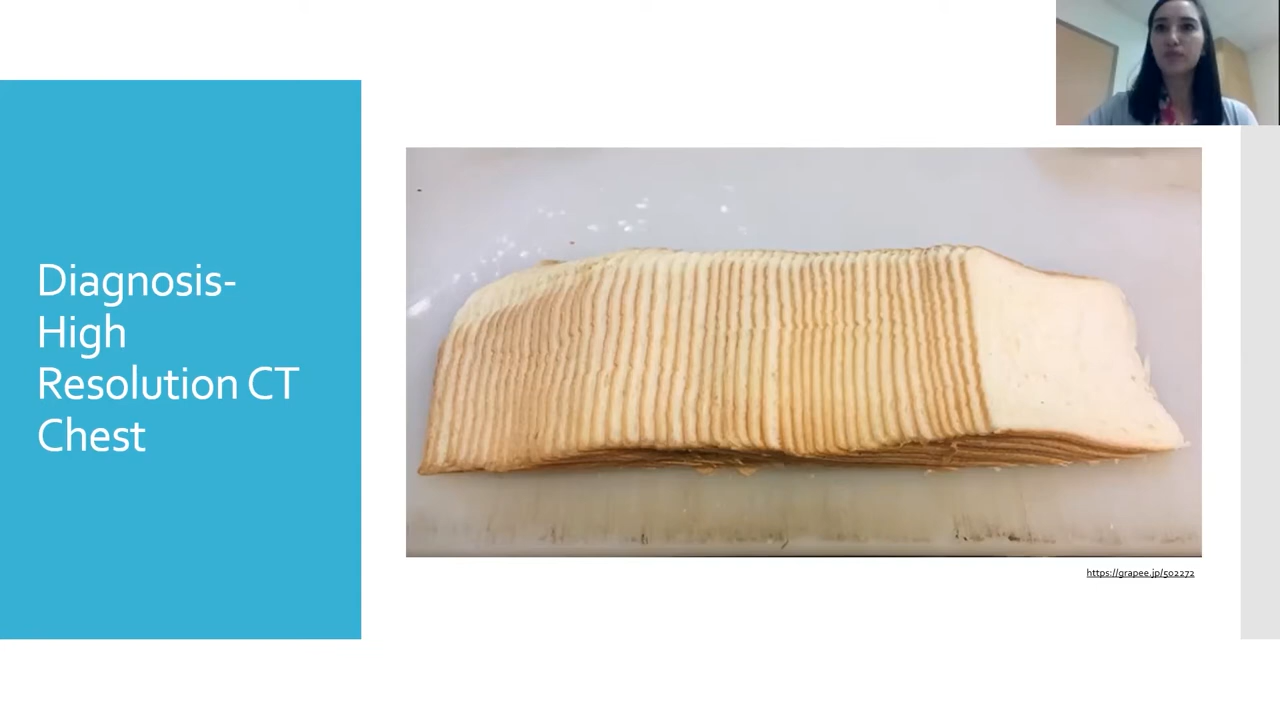 Diagnosis-
High
Resolution CT
Chest
https://grapee.jp/502272